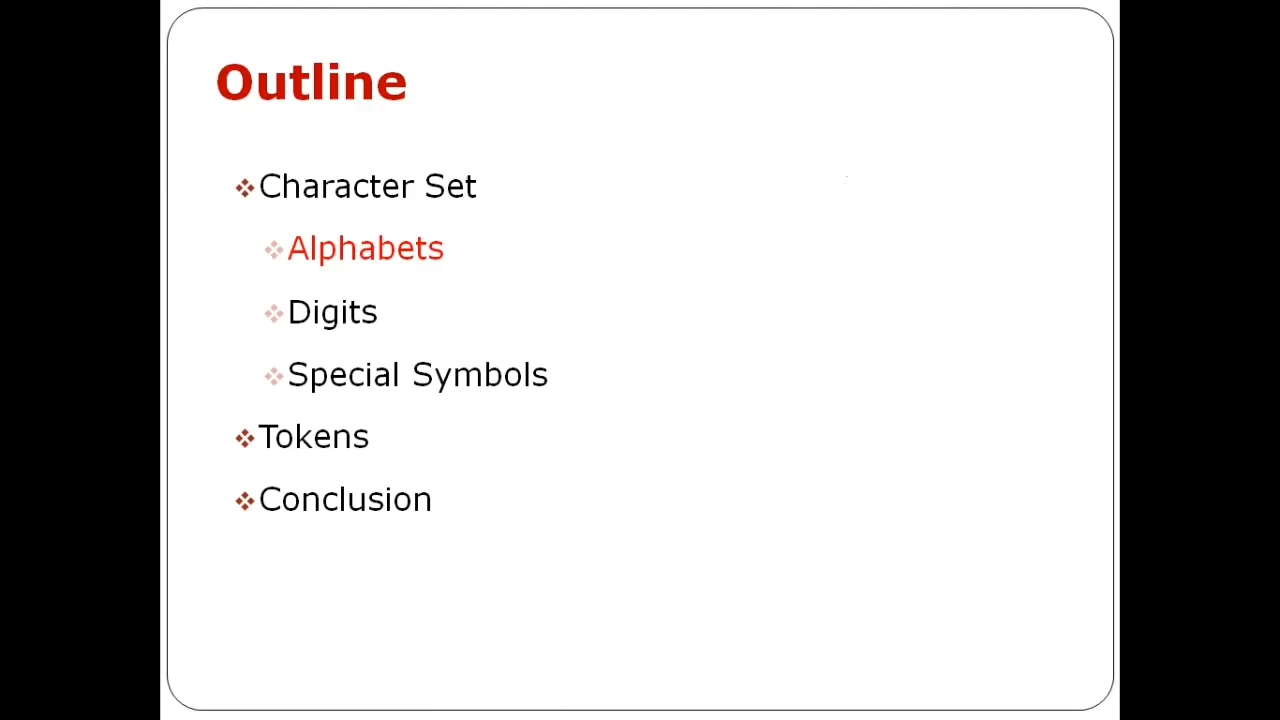 Outline
Character Set
Alphabets
Digits
Special Symbols
Tokens
Conclusion